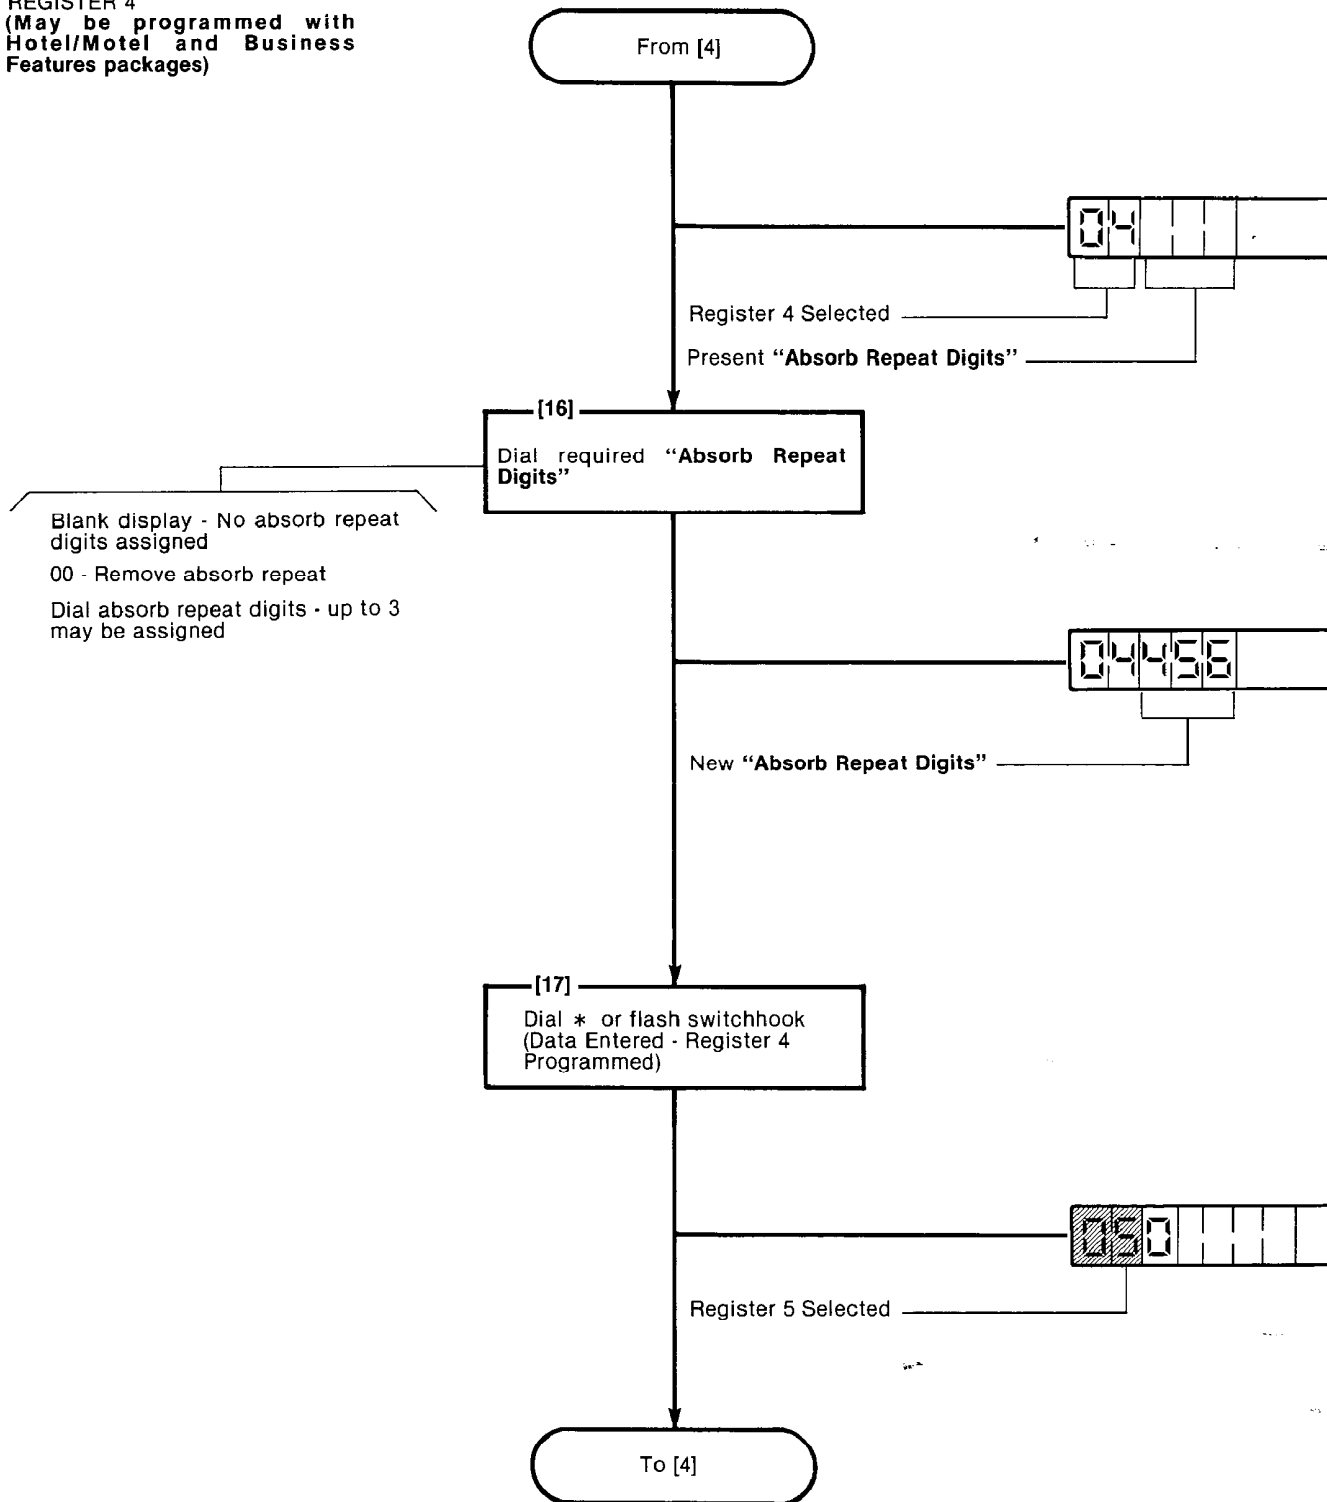 REGISTER 4
(May be programmed with
Hotel/Motel and Business
Features packages)
From [4]
04
Register 4 Selected
Present “Absorb Repeat Digits”
[16]
Dial required “Absorb Repeat
Digits”
Blank display - No absorb repeat
digits assigned
00 - Remove absorb repeat
Dial absorb repeat digits - up to 3
may be assigned
04456
New “Absorb Repeat Digits”
[17]
Dial * or flash switchhook
(Data Entered - Register 4
Programmed)
050
Register 5 Selected
To [4]